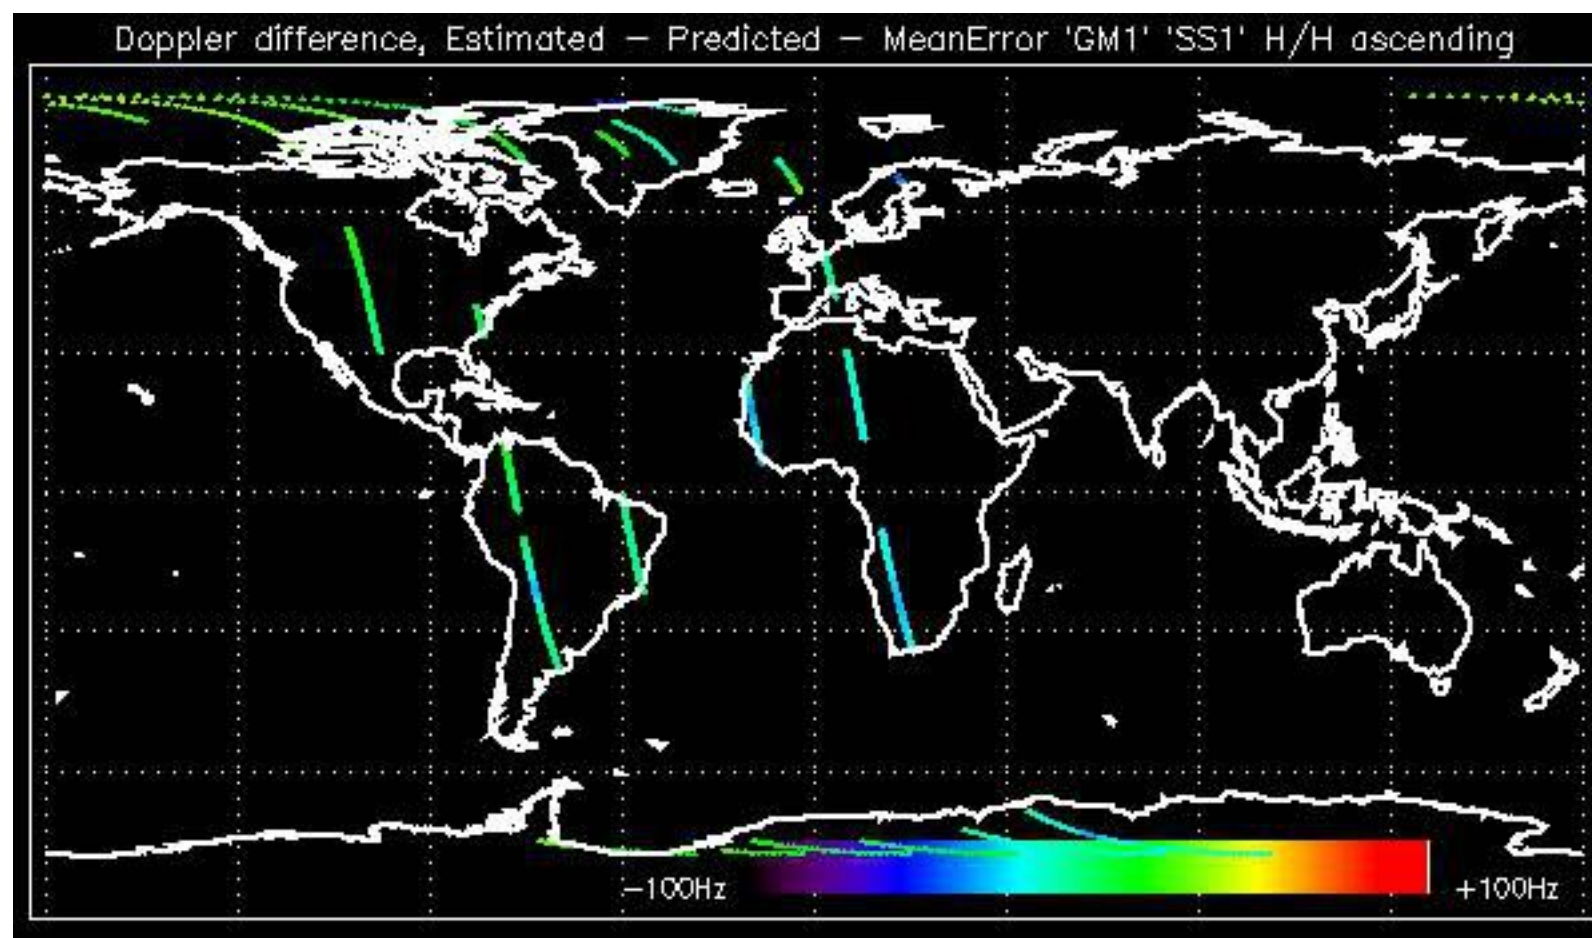 Doppler difference, Estimated – Predicted – MeanError 'GM1' 'SS1' H/H ascending
−100Hz +100Hz